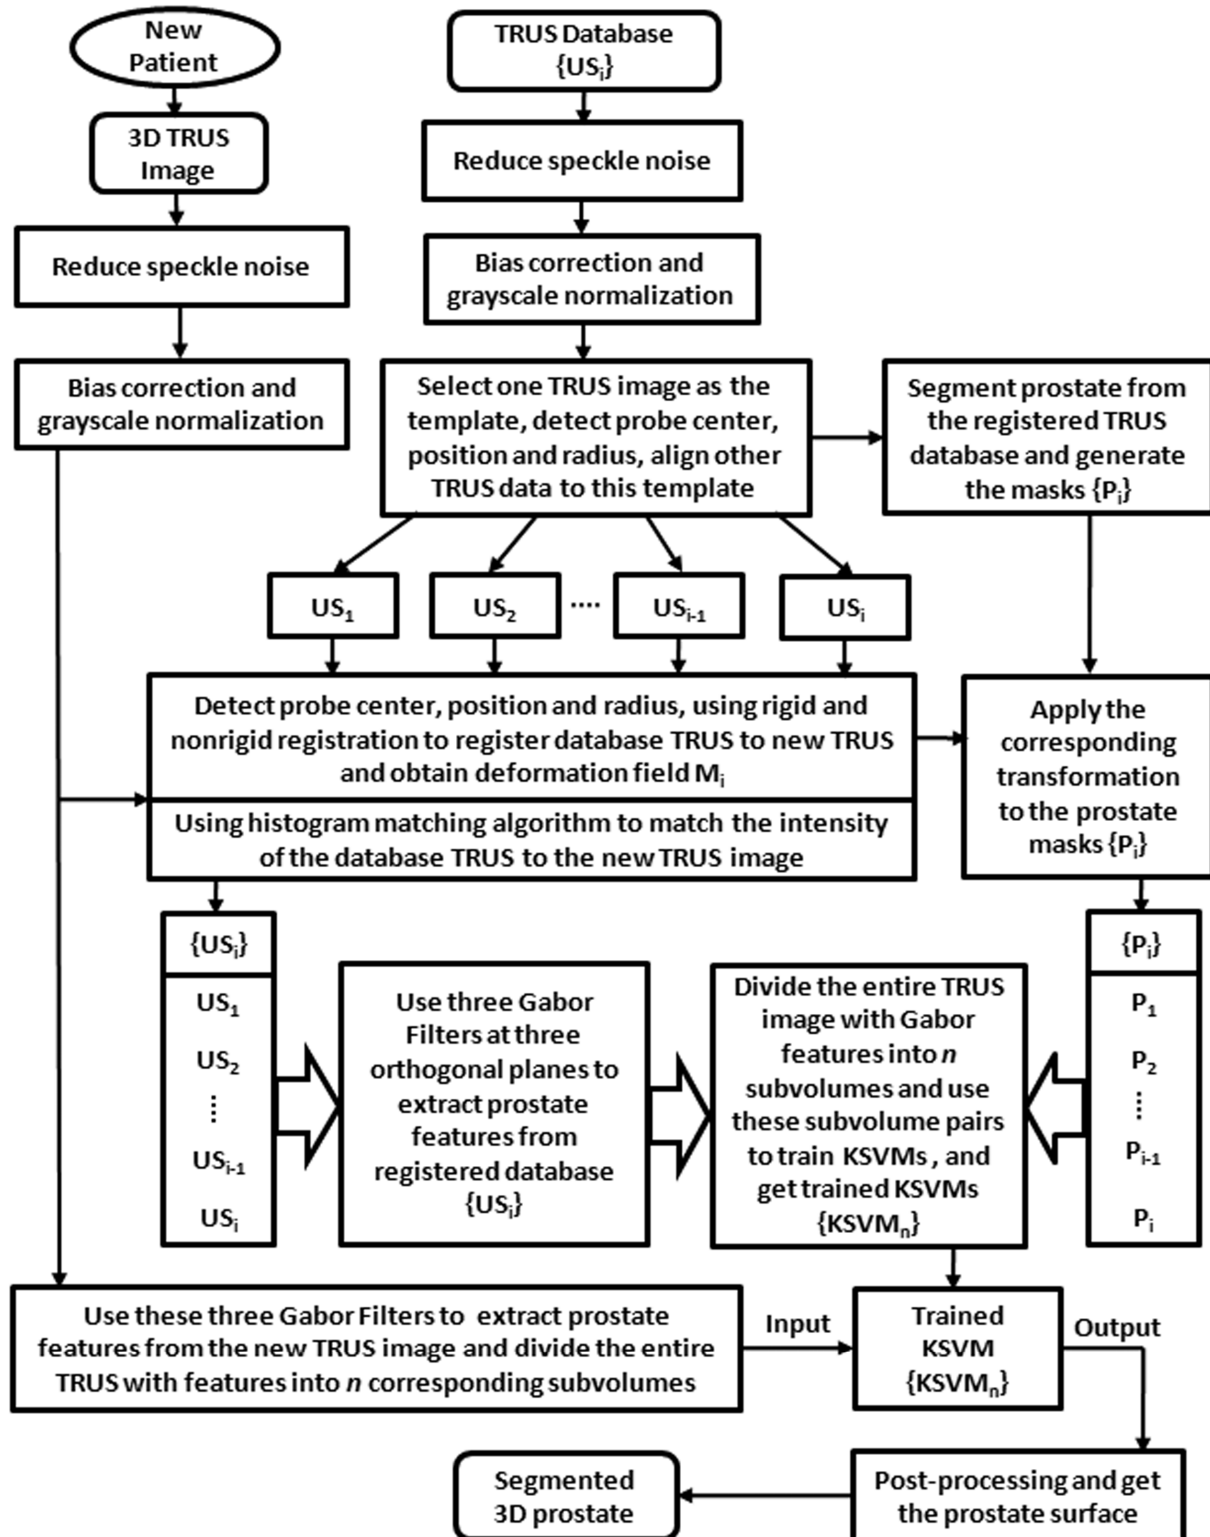 New
Patient
TRUS Database
{USi}
3D TRUS
Image
Reduce speckle noise
Reduce speckle noise
Bias correction and
grayscale normalization
Bias correction and
grayscale normalization
Select one TRUS image as the
template, detect probe center,
position and radius, align other
TRUS data to this template
Segment prostate from
the registered TRUS
database and generate
the masks {Pi}
US1
US2
....
USi-1
USi
Detect probe center, position and radius, using rigid and
nonrigid registration to register database TRUS to new TRUS
and obtain deformation field Mi
Using histogram matching algorithm to match the intensity
of the database TRUS to the new TRUS image
Apply the
corresponding
transformation
to the prostate
masks {Pi}
{USi}
US1
US2
....
USi-1
USi
Use three Gabor
Filters at three
orthogonal planes to
extract prostate
features from
registered database
{USi}
Divide the entire TRUS
image with Gabor
features into n
subvolumes and use
these subvolume pairs
to train KSVMs , and
get trained KSVMs
{KSVMn}
{Pi}
P1
P2
....
Pi-1
Pi
Use these three Gabor Filters to extract prostate
features from the new TRUS image and divide the entire
TRUS with features into n corresponding subvolumes
Input
Trained
KSVM
{KSVMn}
Output
Post-processing and get
the prostate surface
Segmented
3D prostate